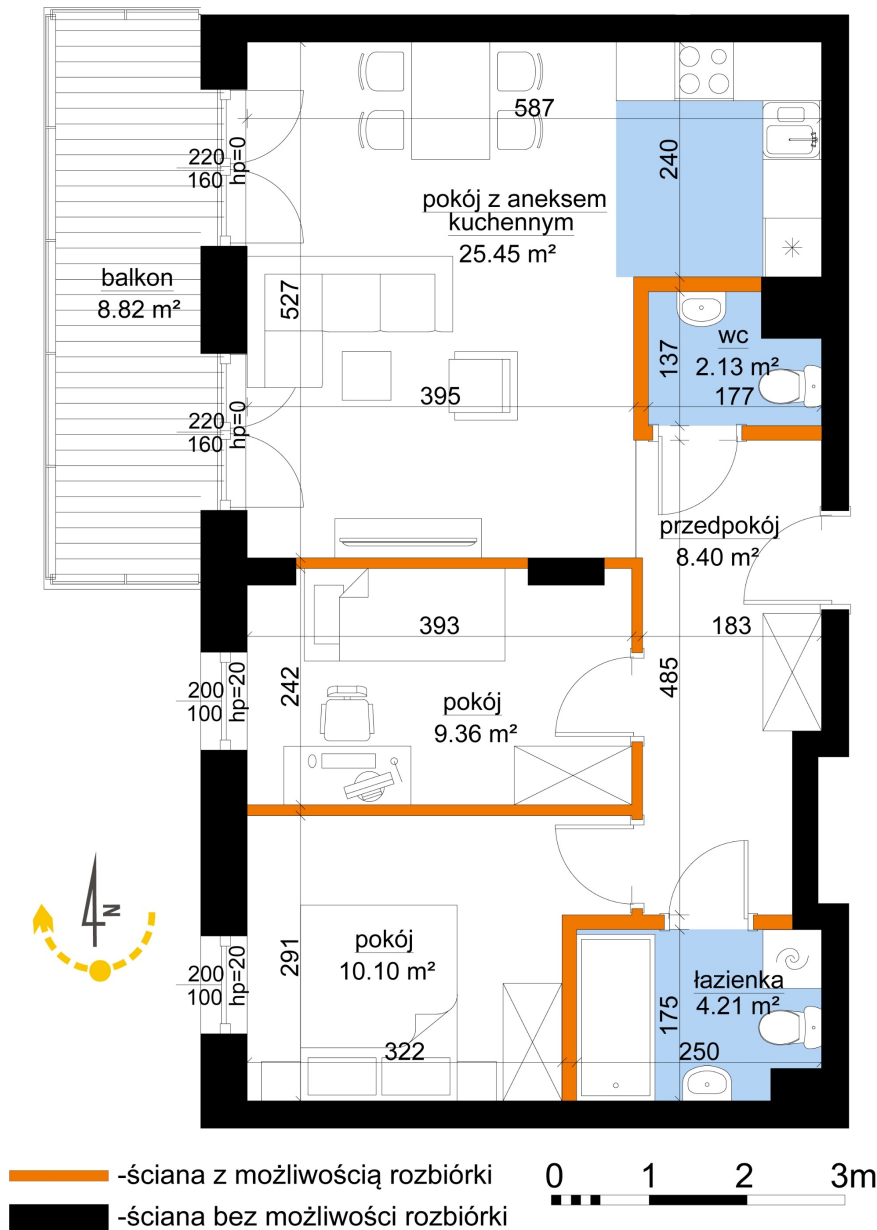 587
220
160
hp=0
240
pokój z aneksem
kuchennym
25.45 m²
balkon
8.82 m²
527
wc
2.13 m²
137
177
395
220
160
hp=0
przedpokój
8.40 m²
393
183
242
485
200
100
hp=20
pokój
9.36 m²
N
pokój
10.10 m²
291
200
100
hp=20
łazienka
4.21 m²
175
322
250
-ściana z możliwością rozbiórki
0 1 2 3m
-ściana bez możliwości rozbiórki